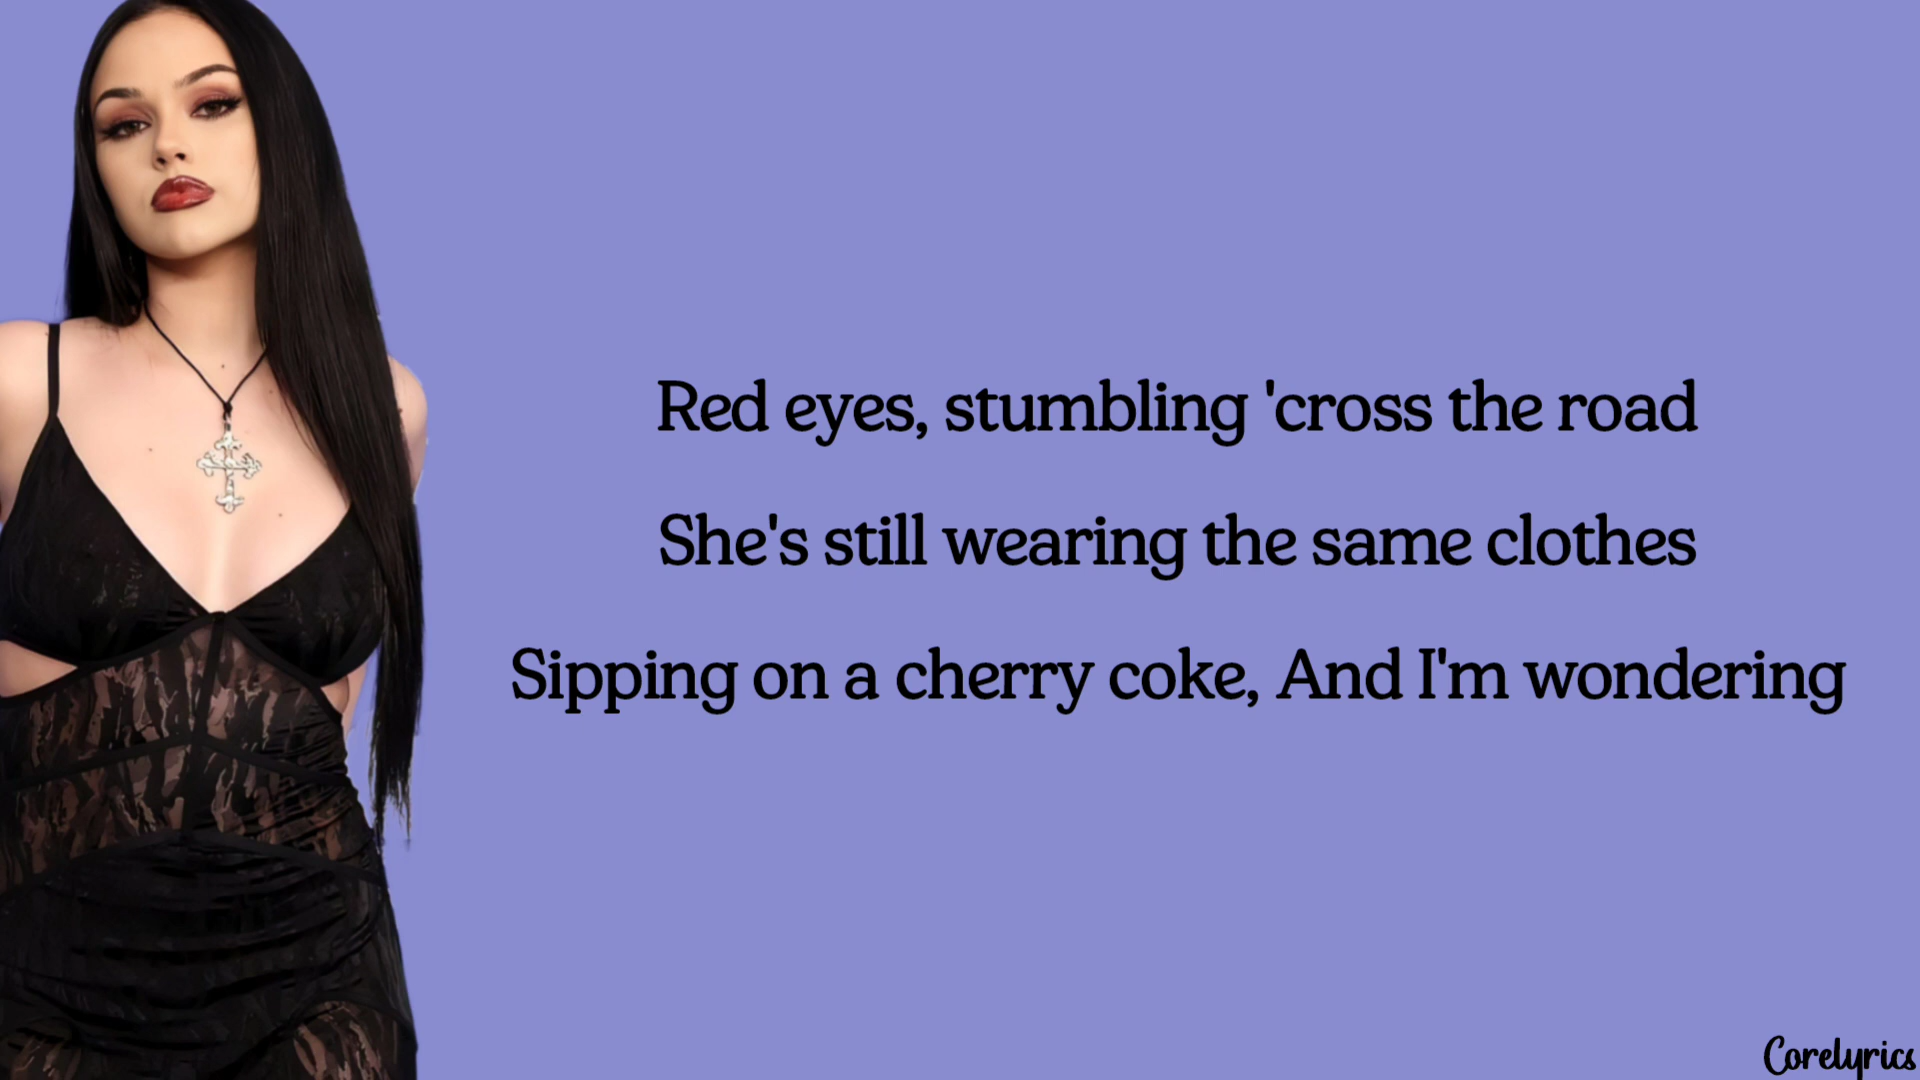 Red eyes, stumbling 'cross the road
She's still wearing the same clothes
Sipping on a cherry coke, And I'm wondering
Corelyrics